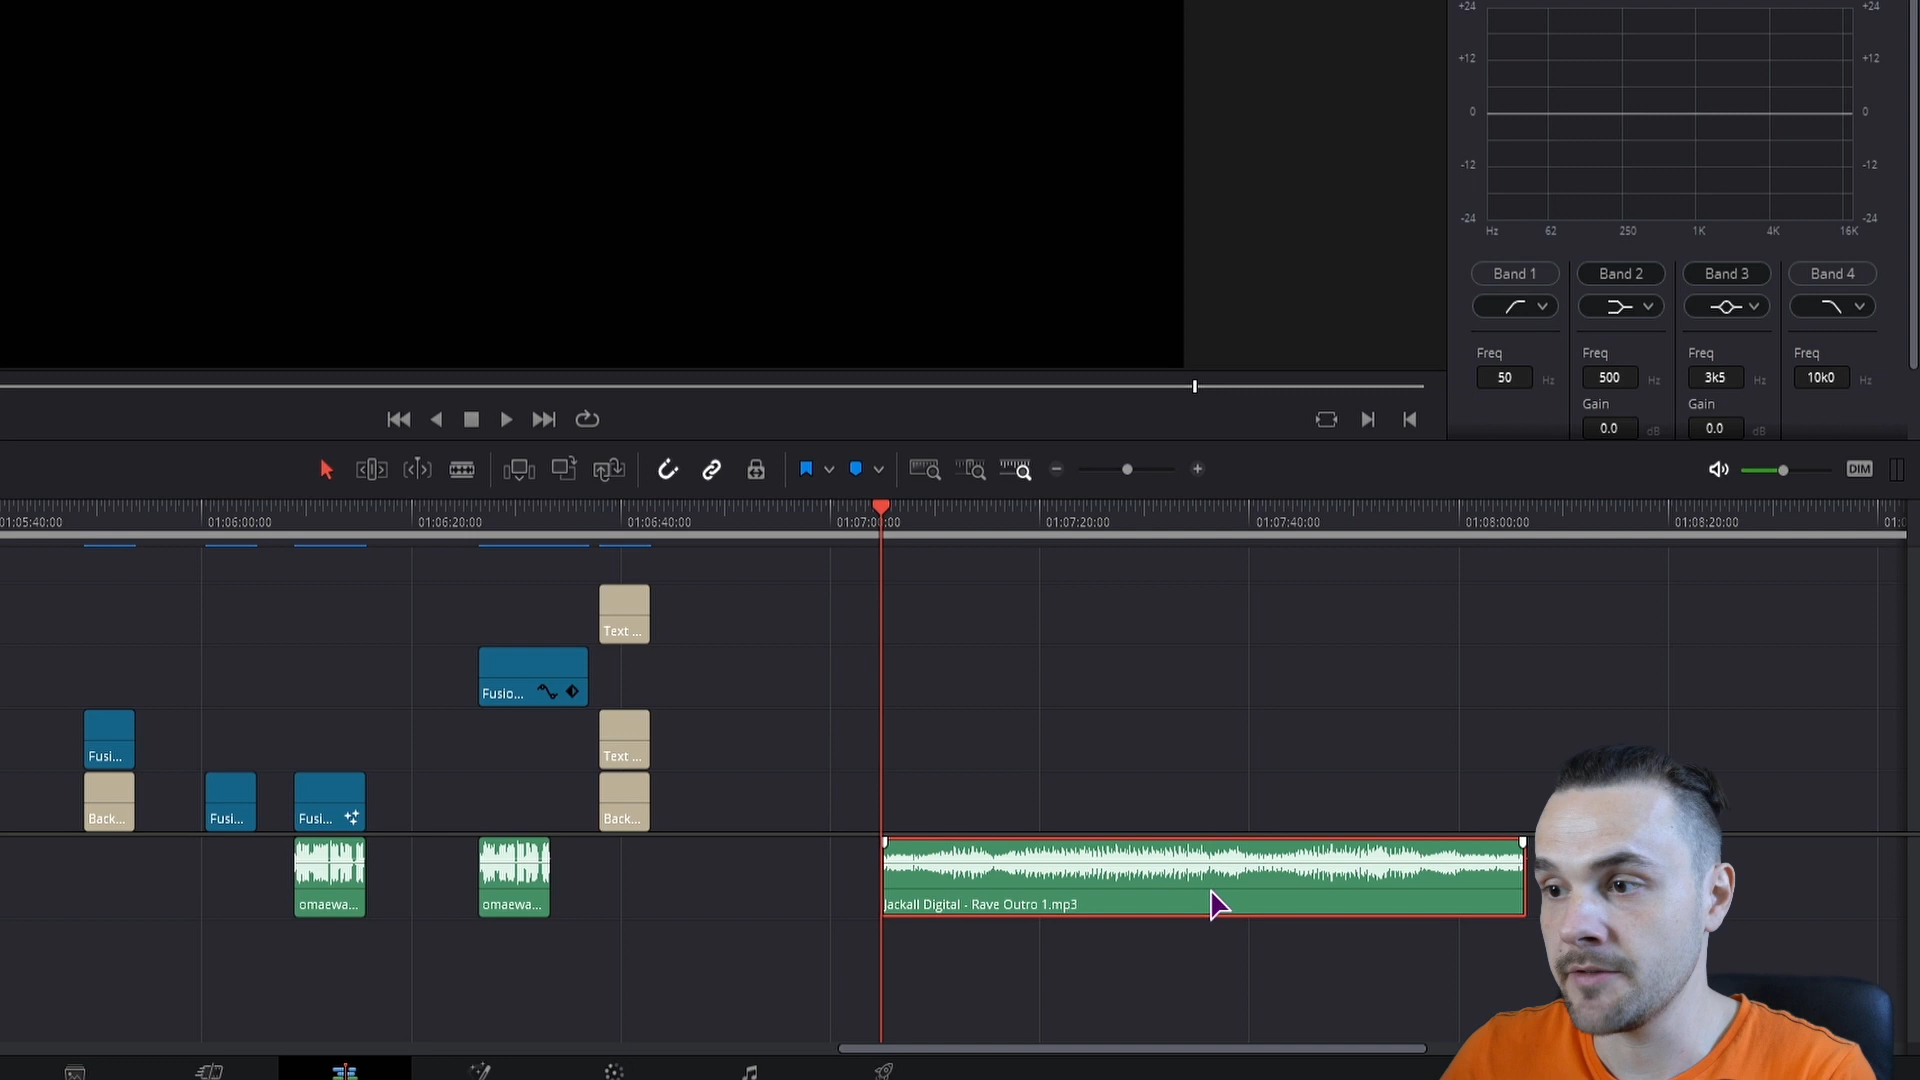 +24 +24
+12 +12
0 0
-12 -12
-24 -24
Hz 62 250 1K 4K 16K
Band 1 Band 2 Band 3 Band 4
Freq Freq Freq Freq
50 Hz 500 Hz 3k5 Hz 10k0 Hz
Gain Gain
0.0 dB 0.0 dB
DIM
01:05:40:00 01:06:00:00 01:06:20:00 01:06:40:00 01:07:00:00 01:07:20:00 01:07:40:00 01:08:00:00 01:08:20:00
Text ...
Fusio...
Fusi... Text ...
Back... Fusi... Fusi... Back...
omaewa... omaewa... Jackall Digital - Rave Outro 1.mp3